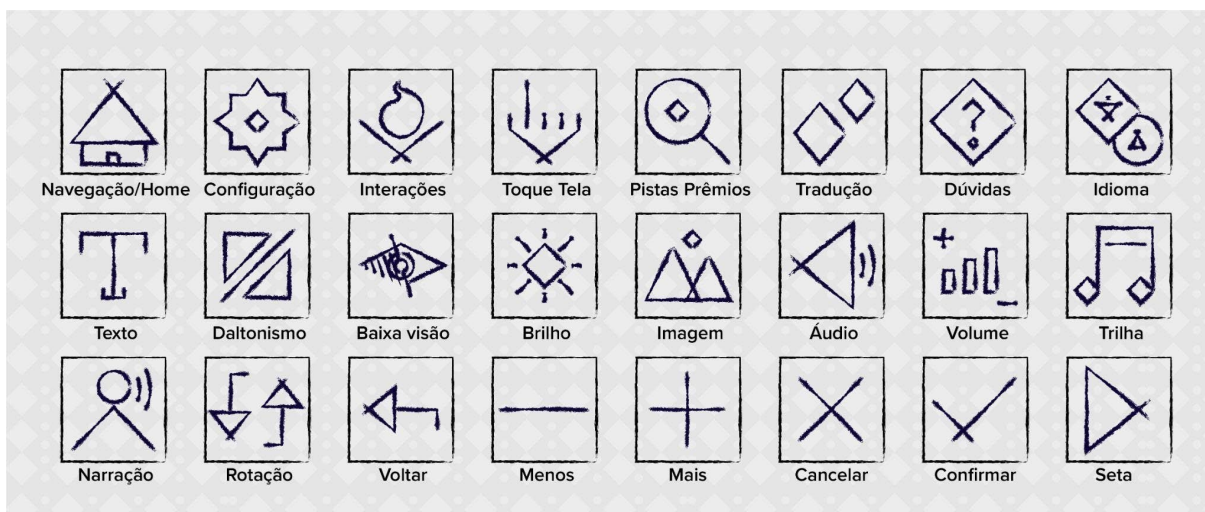 Navegação/Home Configuração Interações Toque Tela Pistas Prêmios Tradução Dúvidas Idioma
Texto Daltonismo Baixa visão Brilho Imagem Áudio Volume Trilha
Narração Rotação Voltar Menos Mais Cancelar Confirmar Seta